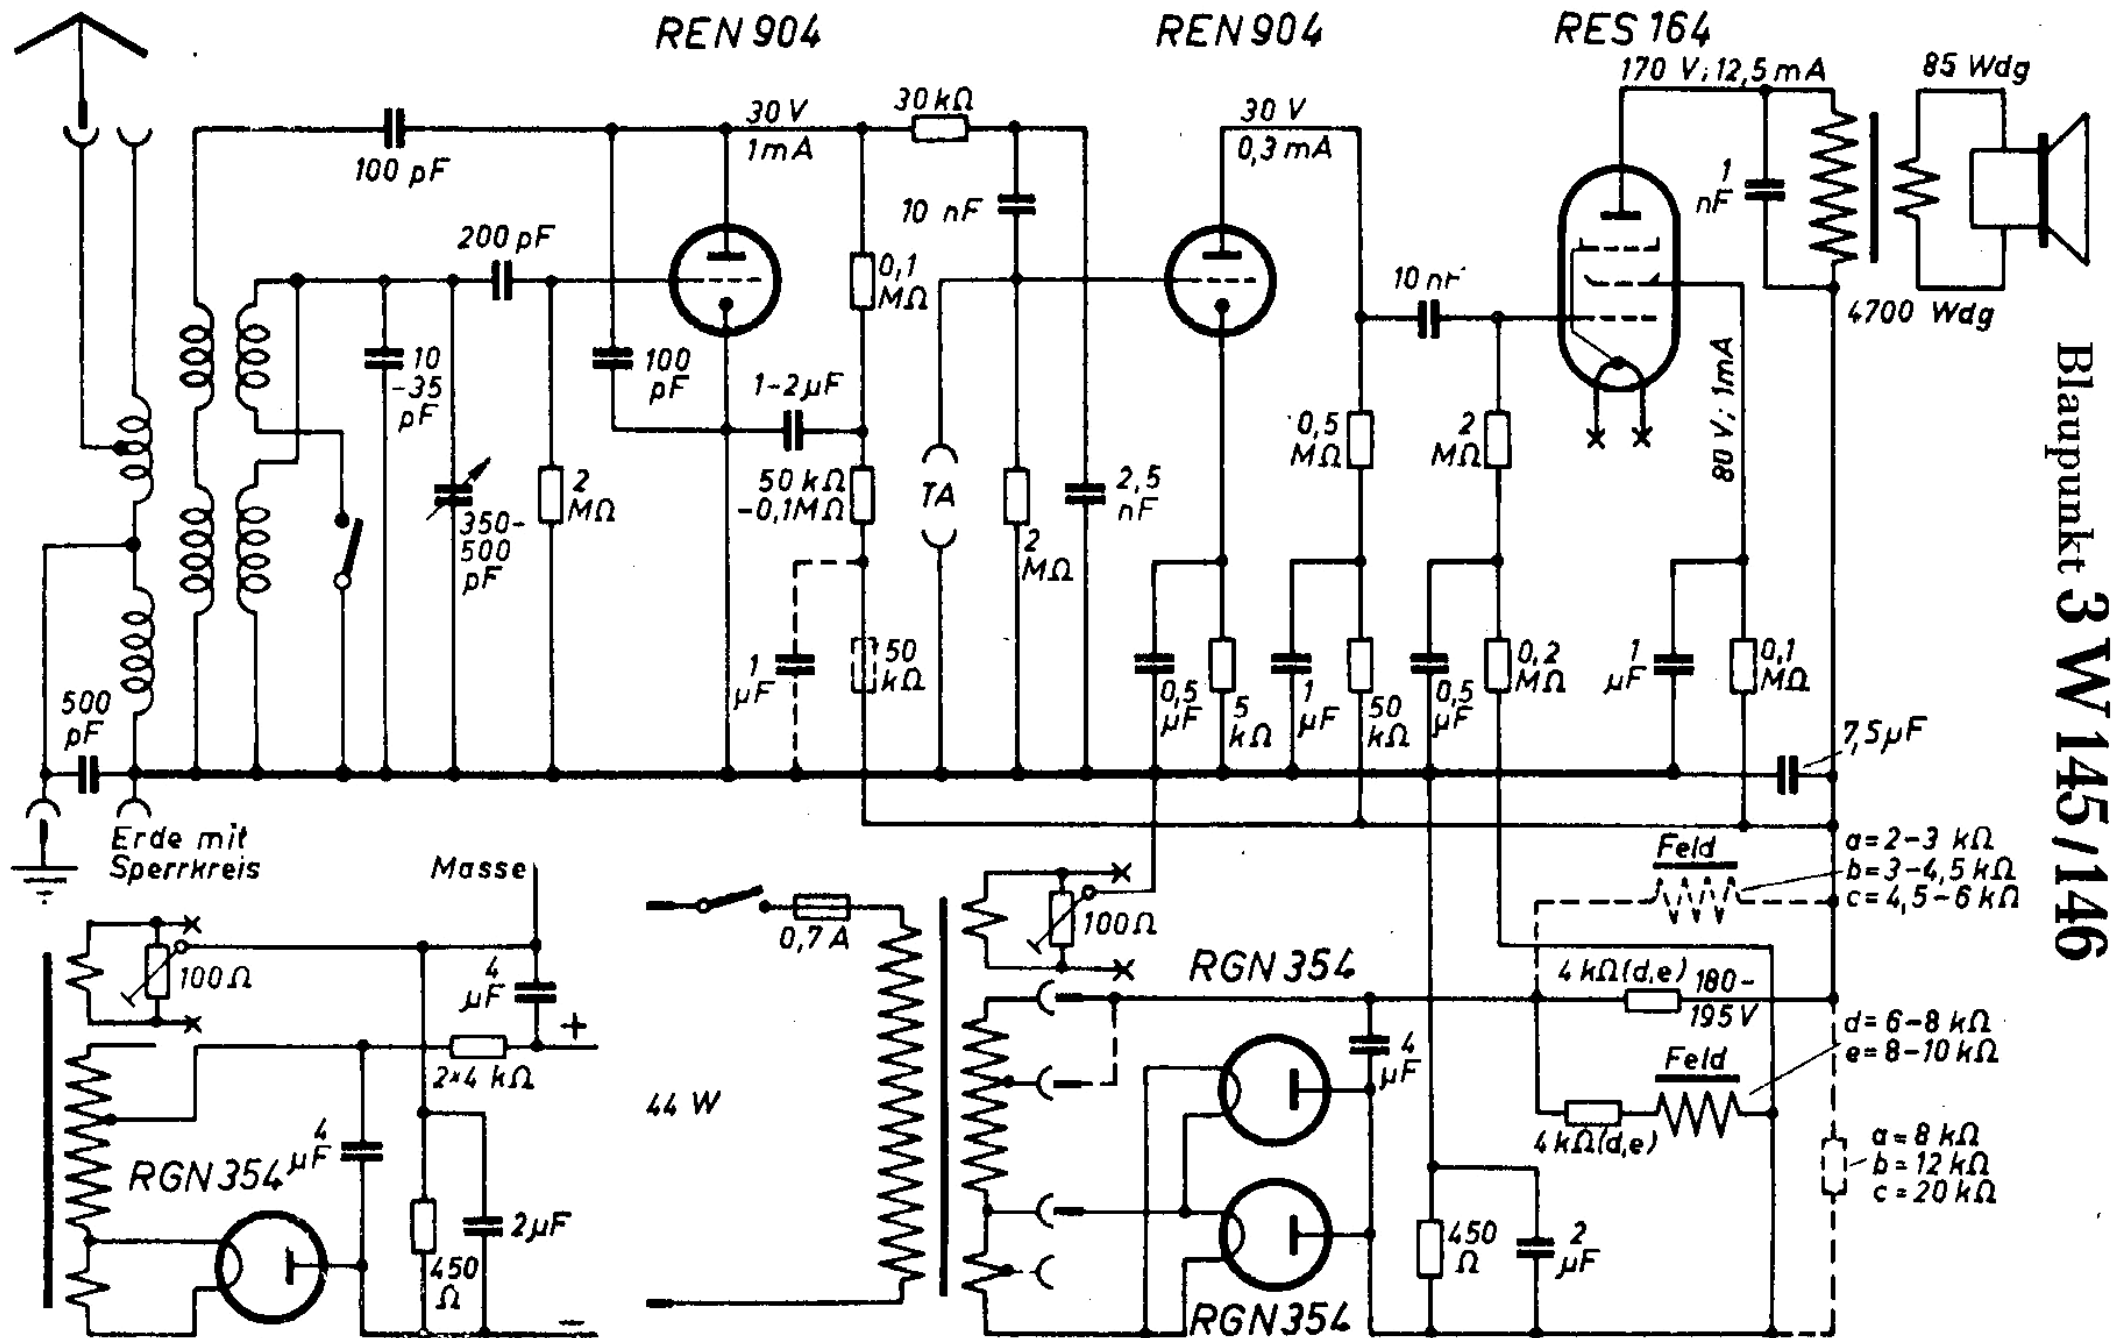 REN 904
REN 904
RES 164
170 V; 12,5 mA
85 Wdg
30 V
1 mA
30 kΩ
30 V
0,3 mA
100 pF
10 nF
1
nF
200 pF
0,1
MΩ
10 nF
4700 Wdg
10
-35
pF
100
pF
1-2 µF
80 V; 1mA
Blaupunkt 3 W 145/146
0,5
MΩ
2
MΩ
350-
500
pF
2
MΩ
50 kΩ
-0,1MΩ
TA
2,5
nF
2
MΩ
500
pF
1
µF
50
kΩ
0,5
µF
5
kΩ
1
µF
50
kΩ
0,5
µF
0,2
MΩ
1
µF
0,1
MΩ
7,5 µF
Erde mit
Sperrkreis
Masse
Feld
a = 2-3 kΩ
b = 3-4,5 kΩ
c = 4,5-6 kΩ
100 Ω
4
µF
+
2×4 kΩ
0,7 A
100 Ω
RGN 354
4 kΩ (d,e)
180-
195 V
d = 6-8 kΩ
e = 8-10 kΩ
Feld
4
µF
44 W
4 kΩ (d,e)
a = 8 kΩ
b = 12 kΩ
c = 20 kΩ
RGN 354
4
µF
2 µF
450
Ω
-
450
Ω
2
µF
RGN 354